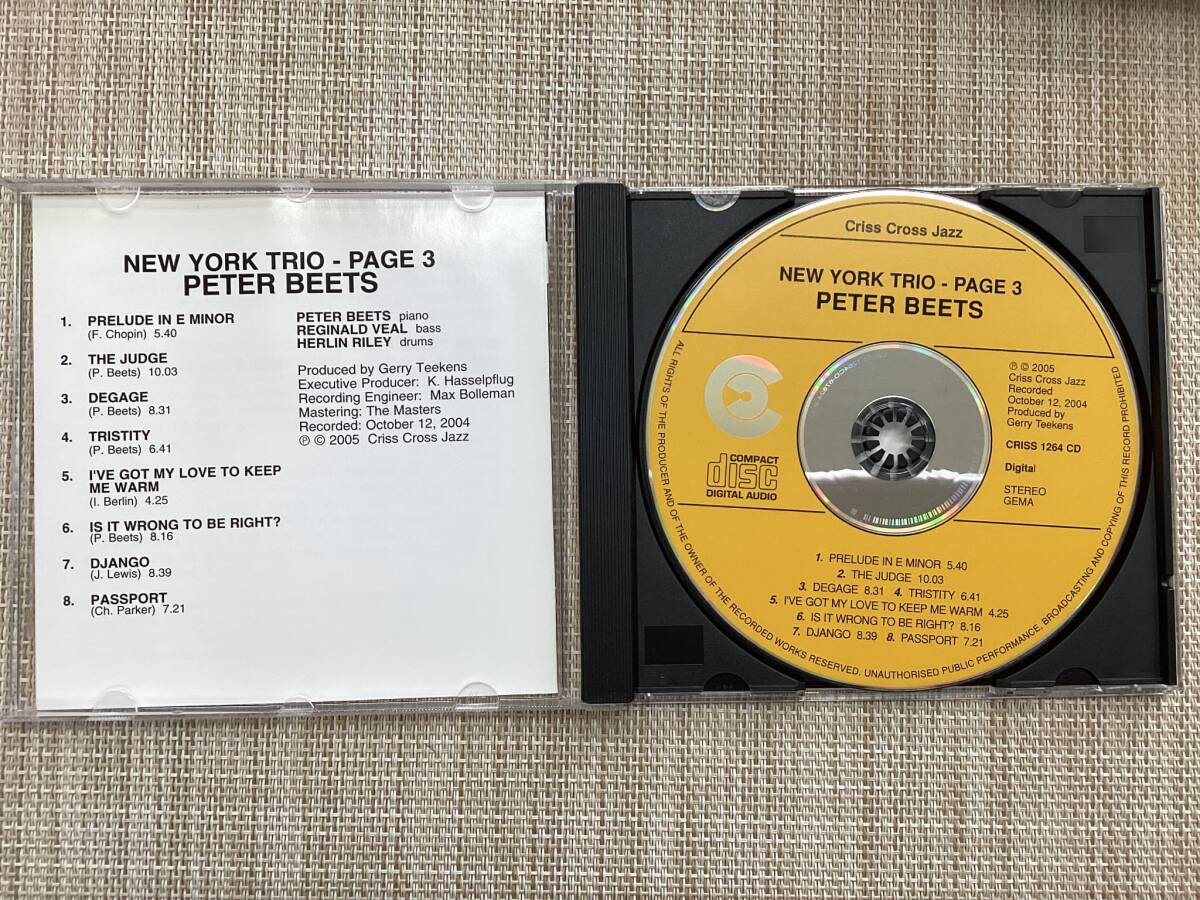 NEW YORK TRIO - PAGE 3
PETER BEETS
1. PRELUDE IN E MINOR
(F. Chopin) 5.40
2. THE JUDGE
(P. Beets) 10.03
3. DEGAGE
(P. Beets) 8.31
4. TRISTITY
(P. Beets) 6.41
5. I'VE GOT MY LOVE TO KEEP
ME WARM
(I. Berlin) 4.25
6. IS IT WRONG TO BE RIGHT?
(P. Beets) 8.16
7. DJANGO
(J. Lewis) 8.39
8. PASSPORT
(Ch. Parker) 7.21
PETER BEETS piano
REGINALD VEAL bass
HERLIN RILEY drums
Produced by Gerry Teekens
Executive Producer: K. Hasselpflug
Recording Engineer: Max Bolleman
Mastering: The Masters
Recorded: October 12, 2004
℗ © 2005 Criss Cross Jazz
Criss Cross Jazz
NEW YORK TRIO - PAGE 3
PETER BEETS
℗ © 2005
Criss Cross Jazz
Recorded
October 12, 2004
Produced by
Gerry Teekens
CRISS 1264 CD
Digital
STEREO
GEMA
COMPACT
disc
DIGITAL AUDIO
1. PRELUDE IN E MINOR 5.40
2. THE JUDGE 10.03
3. DEGAGE 8.31 4. TRISTITY 6.41
5. I'VE GOT MY LOVE TO KEEP ME WARM 4.25
6. IS IT WRONG TO BE RIGHT? 8.16
7. DJANGO 8.39 8. PASSPORT 7.21
ALL RIGHTS OF THE PRODUCER AND OF THE OWNER OF THE RECORDED WORKS RESERVED. UNAUTHORISED PUBLIC PERFORMANCE, BROADCASTING AND COPYING OF THIS RECORD PROHIBITED